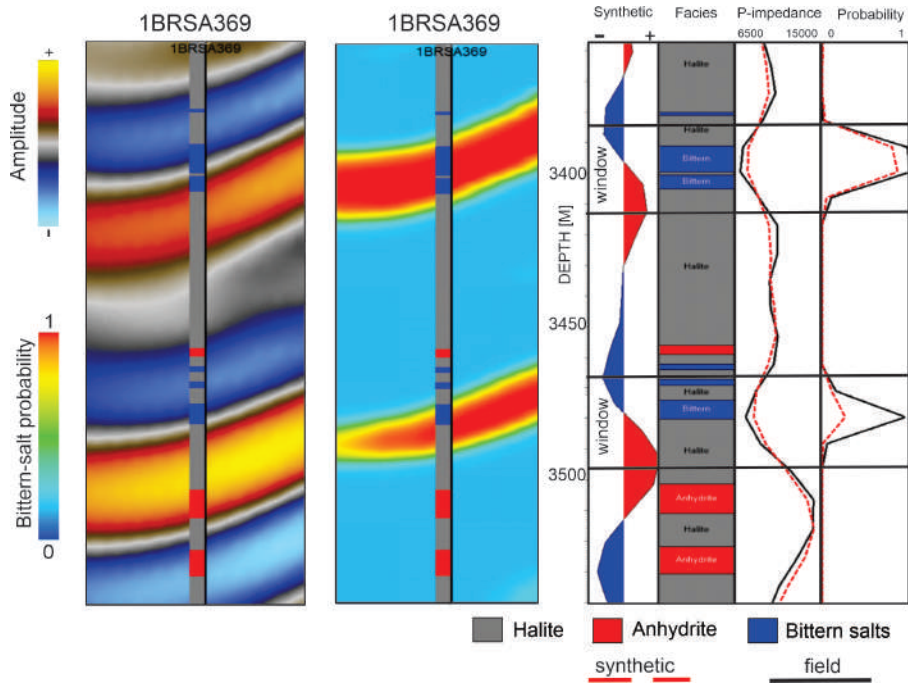 1BRSA369
1BRSA369
Synthetic
Facies
P-impedance
Probability
6500
15000
0
1
- +
1BRSA369
1BRSA369
+
Amplitude
-
Bittern-salt probability
1
0
Halite
Halite
Bittern
Bittern
Halite
Halite
Bittern
Halite
Anhydrite
Halite
Anhydrite
window
window
DEPTH [M]
3400
3450
3500
Halite
Anhydrite
Bittern salts
synthetic
field